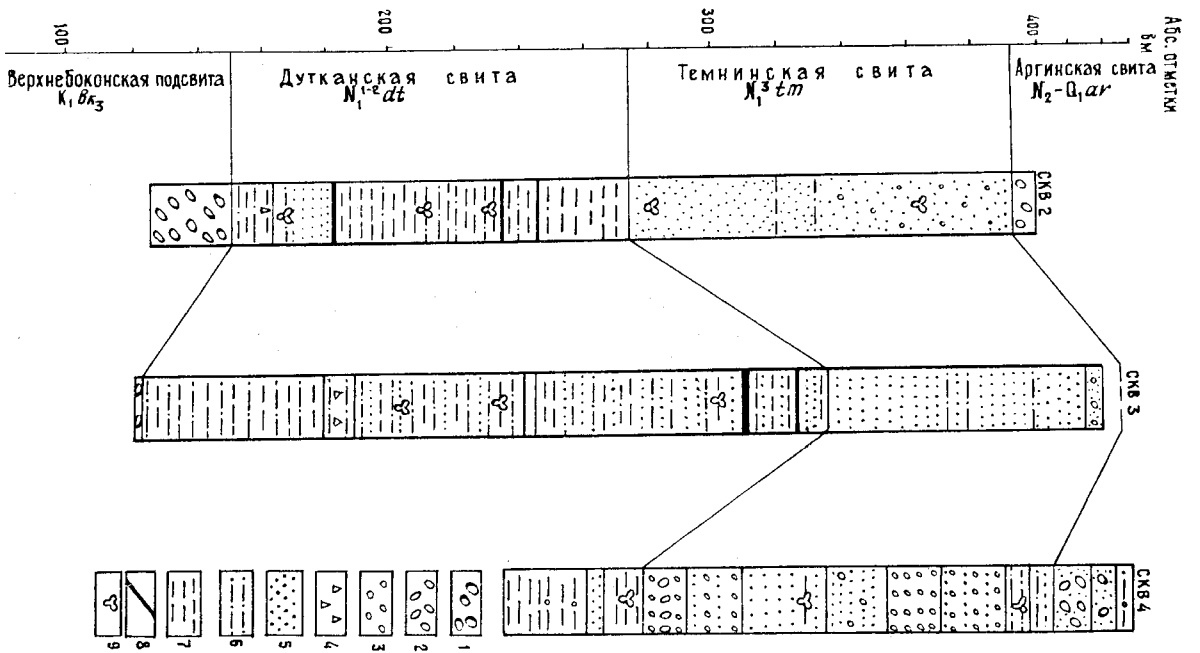 Абс. отметки
в м
100
200
300
400
Верхнебоконская подсвита
K₁ вк₃
Дутканская свита
N₁¹⁻² dt
Темнинская свита
N₁³ tm
Аргинская свита
N₂-Q₁ ar
СКВ 2
СКВ 3
СКВ 4
1
2
3
4
5
6
7
8
9